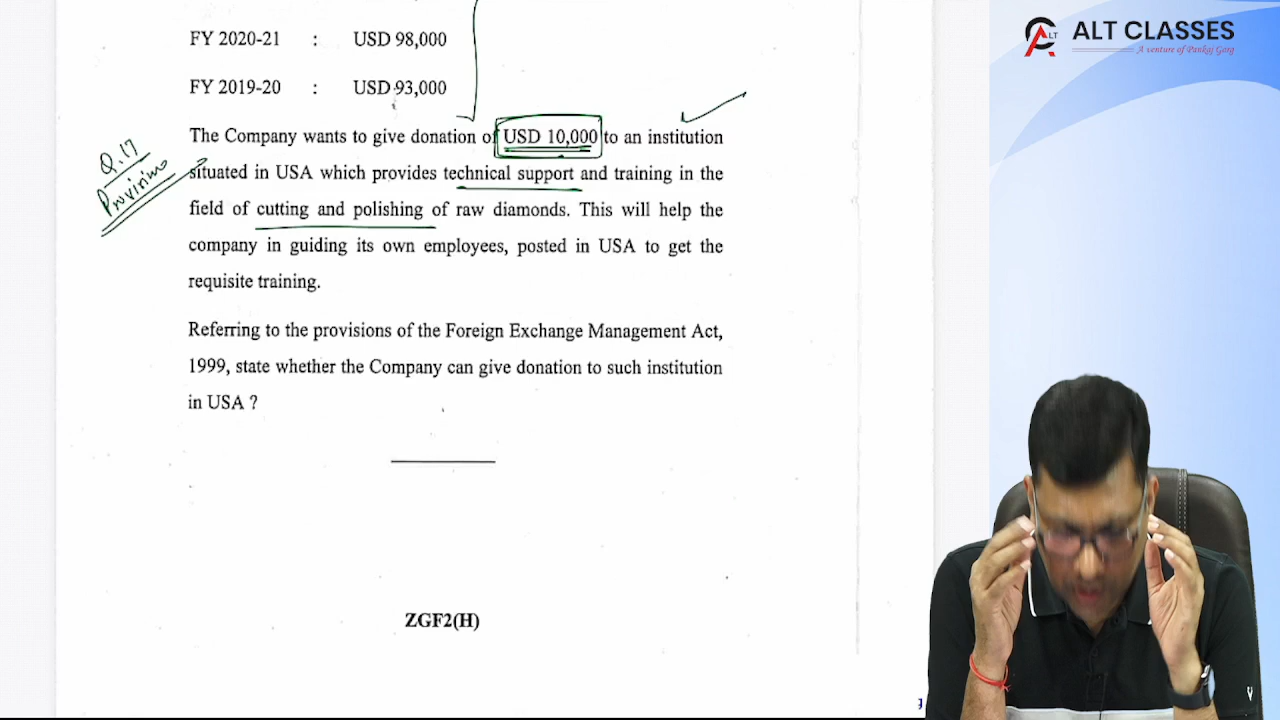 ALT CLASSES
A venture of Pankaj Garg
FY 2020-21 : USD 98,000
FY 2019-20 : USD 93,000
The Company wants to give donation of USD 10,000 to an institution
situated in USA which provides technical support and training in the
field of cutting and polishing of raw diamonds. This will help the
company in guiding its own employees, posted in USA to get the
requisite training.
Q.17
Provision
Referring to the provisions of the Foreign Exchange Management Act,
1999, state whether the Company can give donation to such institution
in USA ?
ZGF2(H)